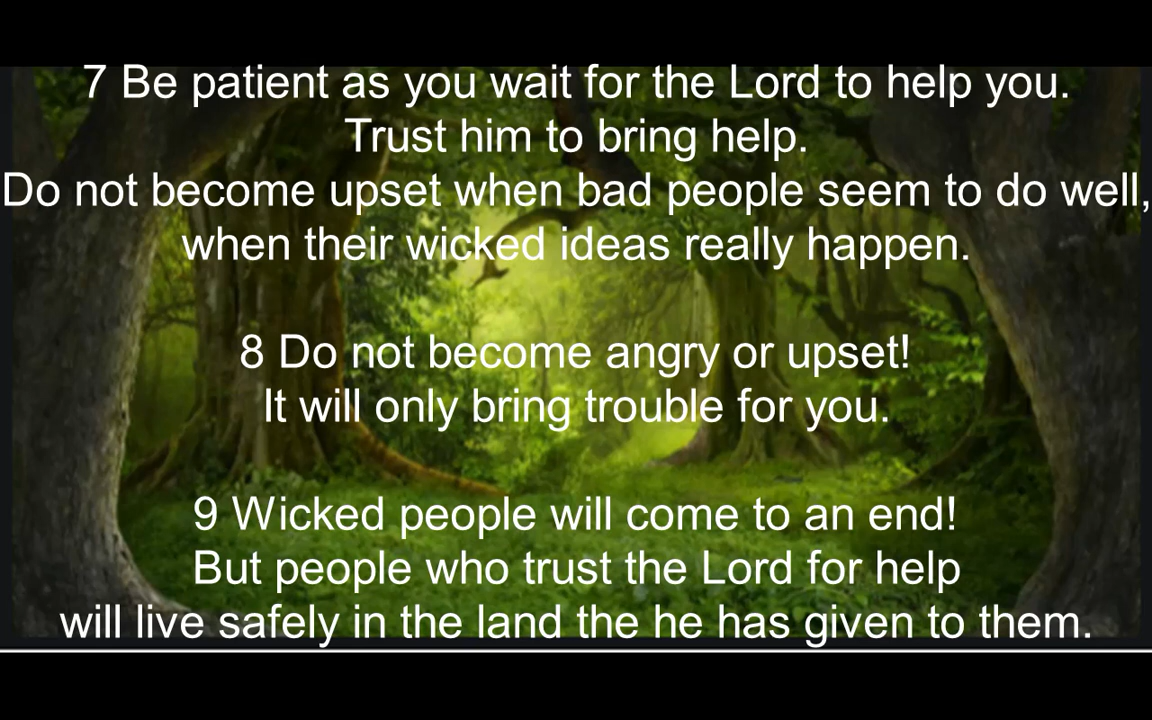 7 Be patient as you wait for the Lord to help you.
Trust him to bring help.
Do not become upset when bad people seem to do well,
when their wicked ideas really happen.
8 Do not become angry or upset!
It will only bring trouble for you.
9 Wicked people will come to an end!
But people who trust the Lord for help
will live safely in the land the he has given to them.